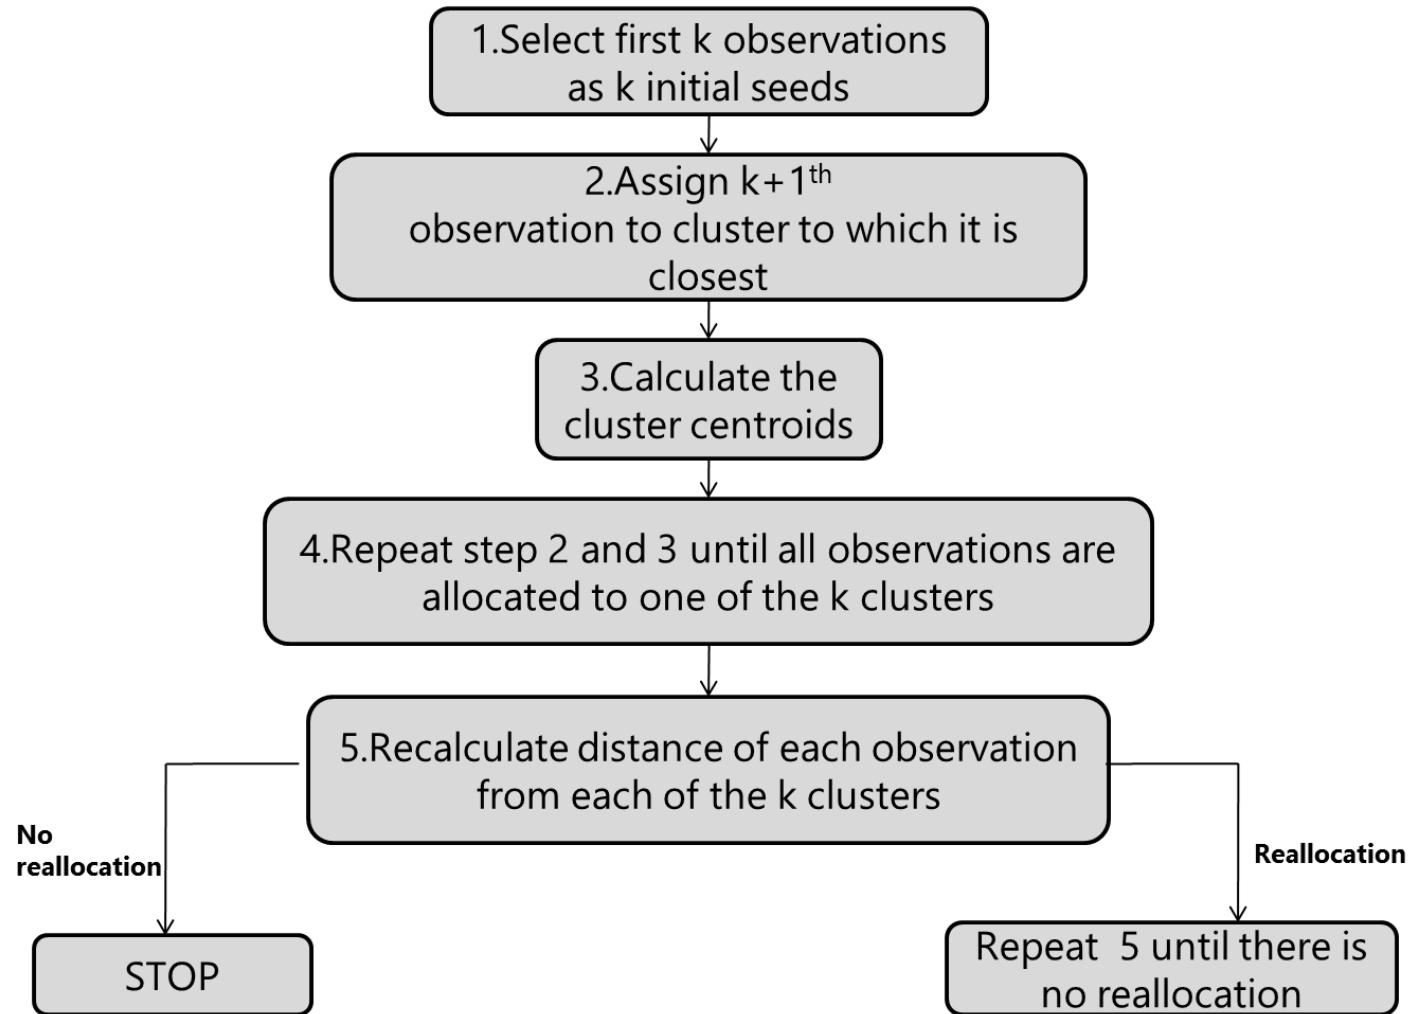 1.Select first k observations
as k initial seeds
2.Assign k+1th
observation to cluster to which it is
closest
3.Calculate the
cluster centroids
4.Repeat step 2 and 3 until all observations are
allocated to one of the k clusters
5.Recalculate distance of each observation
from each of the k clusters
No
reallocation
Reallocation
STOP
Repeat  5 until there is
no reallocation